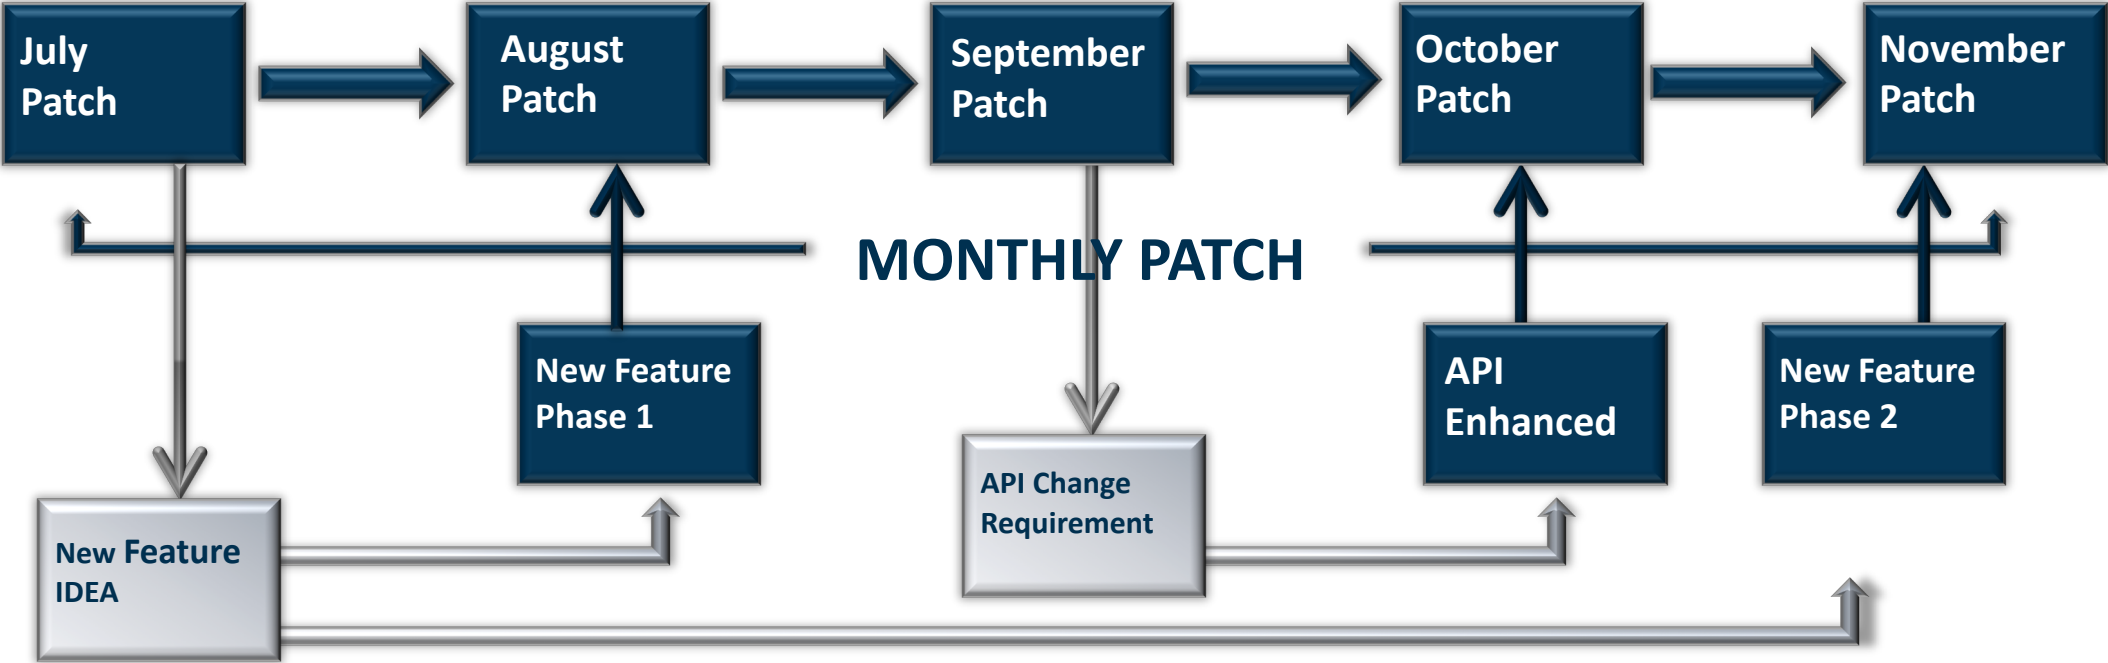 July
Patch
August
Patch
September
Patch
October
Patch
November
Patch
MONTHLY PATCH
New Feature
Phase 1
API
Enhanced
New Feature
Phase 2
API Change
Requirement
New Feature
IDEA